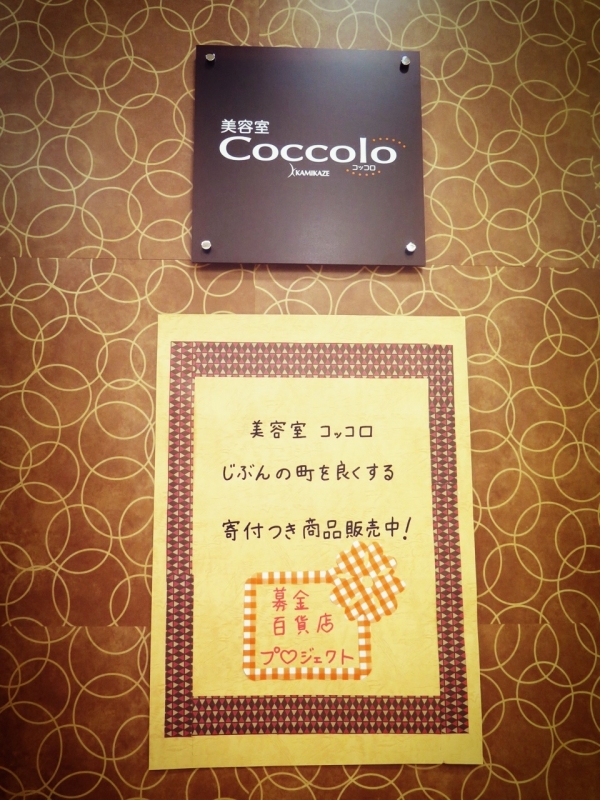 美容室
Coccolo
KAMIKAZE
コッコロ
美容室 コッコロ
じぶんの町を良くする
寄付つき商品販売中!
募金
百貨店
プ♡ジェクト